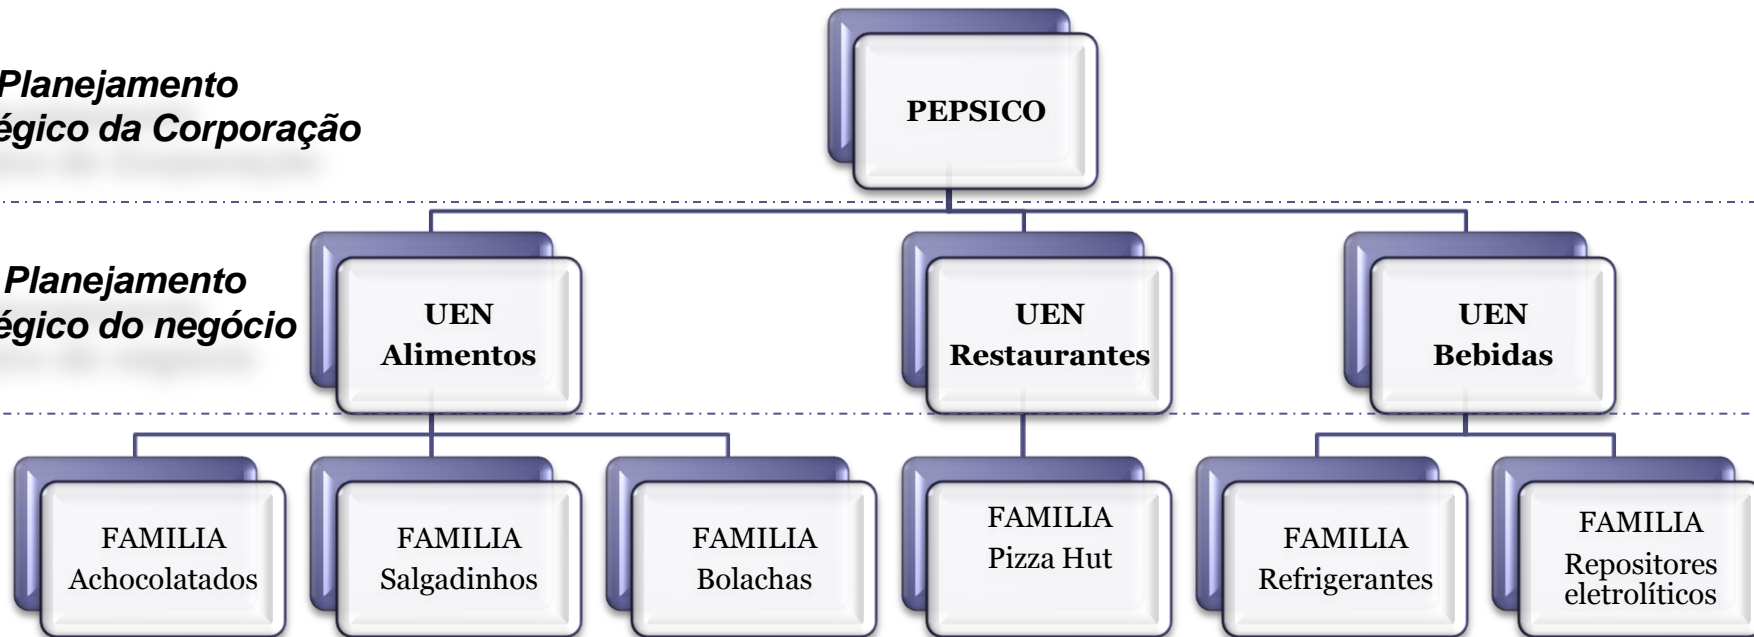 Planejamento
égico da Corporação
PEPSICO
Planejamento
égico do negócio
UEN
Alimentos
UEN
Restaurantes
UEN
Bebidas
FAMILIA
Achocolatados
FAMILIA
Salgadinhos
FAMILIA
Bolachas
FAMILIA
Pizza Hut
FAMILIA
Refrigerantes
FAMILIA
Repositores
eletrolíticos